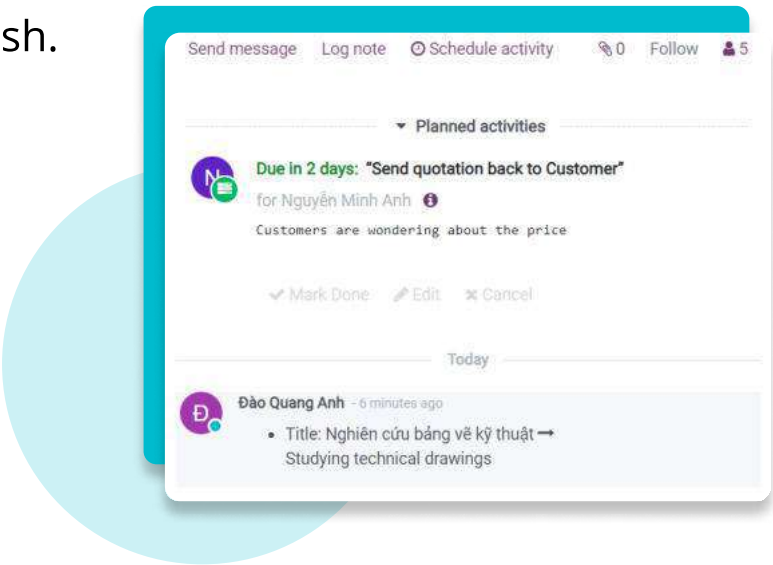 sh.
Send message Log note Schedule activity 0 Follow 5
Planned activities
N
Due in 2 days: “Send quotation back to Customer”
for Nguyễn Minh Anh
Customers are wondering about the price
Mark Done Edit Cancel
Today
Đ
Đào Quang Anh - 6 minutes ago
• Title: Nghiên cứu bảng vẽ kỹ thuật →
Studying technical drawings